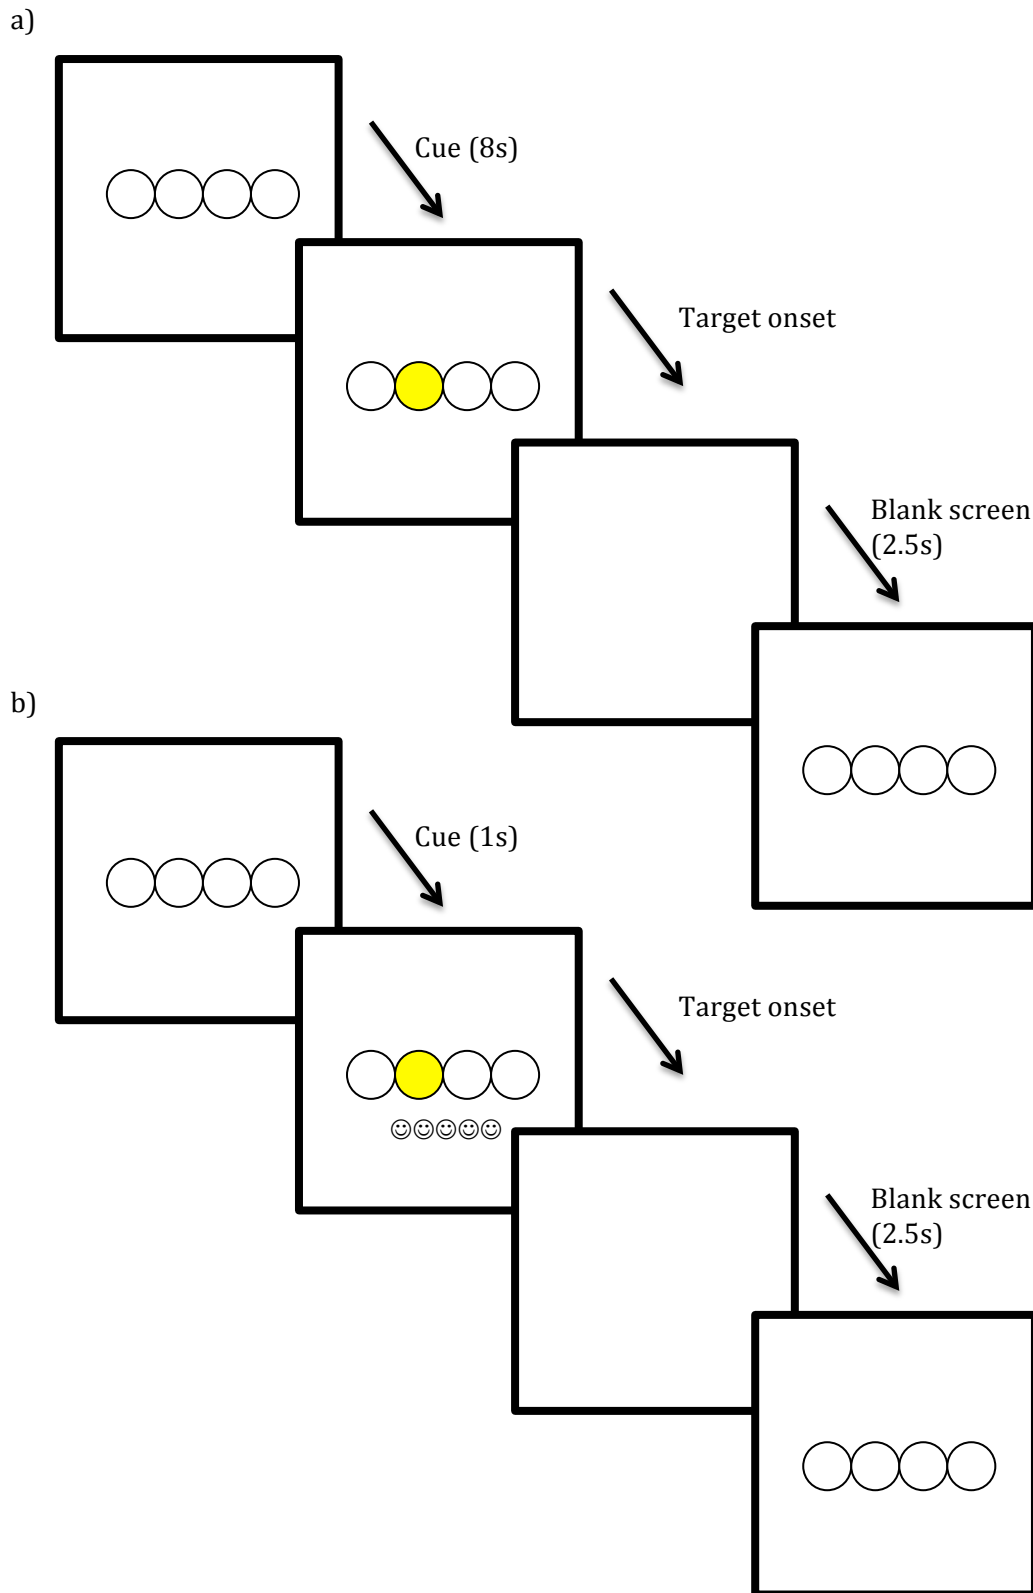 a)
Cue (8s)
Target onset
Blank screen
(2.5s)
b)
Cue (1s)
Target onset
Blank screen
(2.5s)